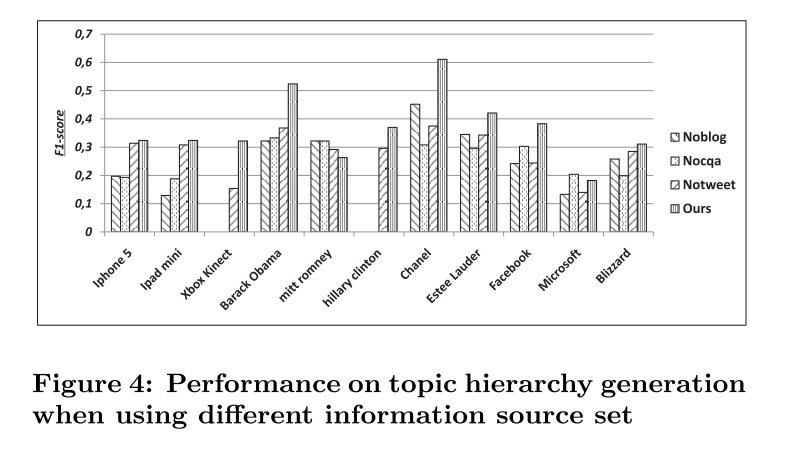 0,7
0,6
0,5
0,4
0,3
0,2
0,1
0
F1-score
Iphone 5
Ipad mini
Xbox Kinect
Barack Obama
mitt romney
hillary clinton
Chanel
Estee Lauder
Facebook
Microsoft
Blizzard
Noblog
Nocqa
Notweet
Ours
Figure 4: Performance on topic hierarchy generation
when using different information source set